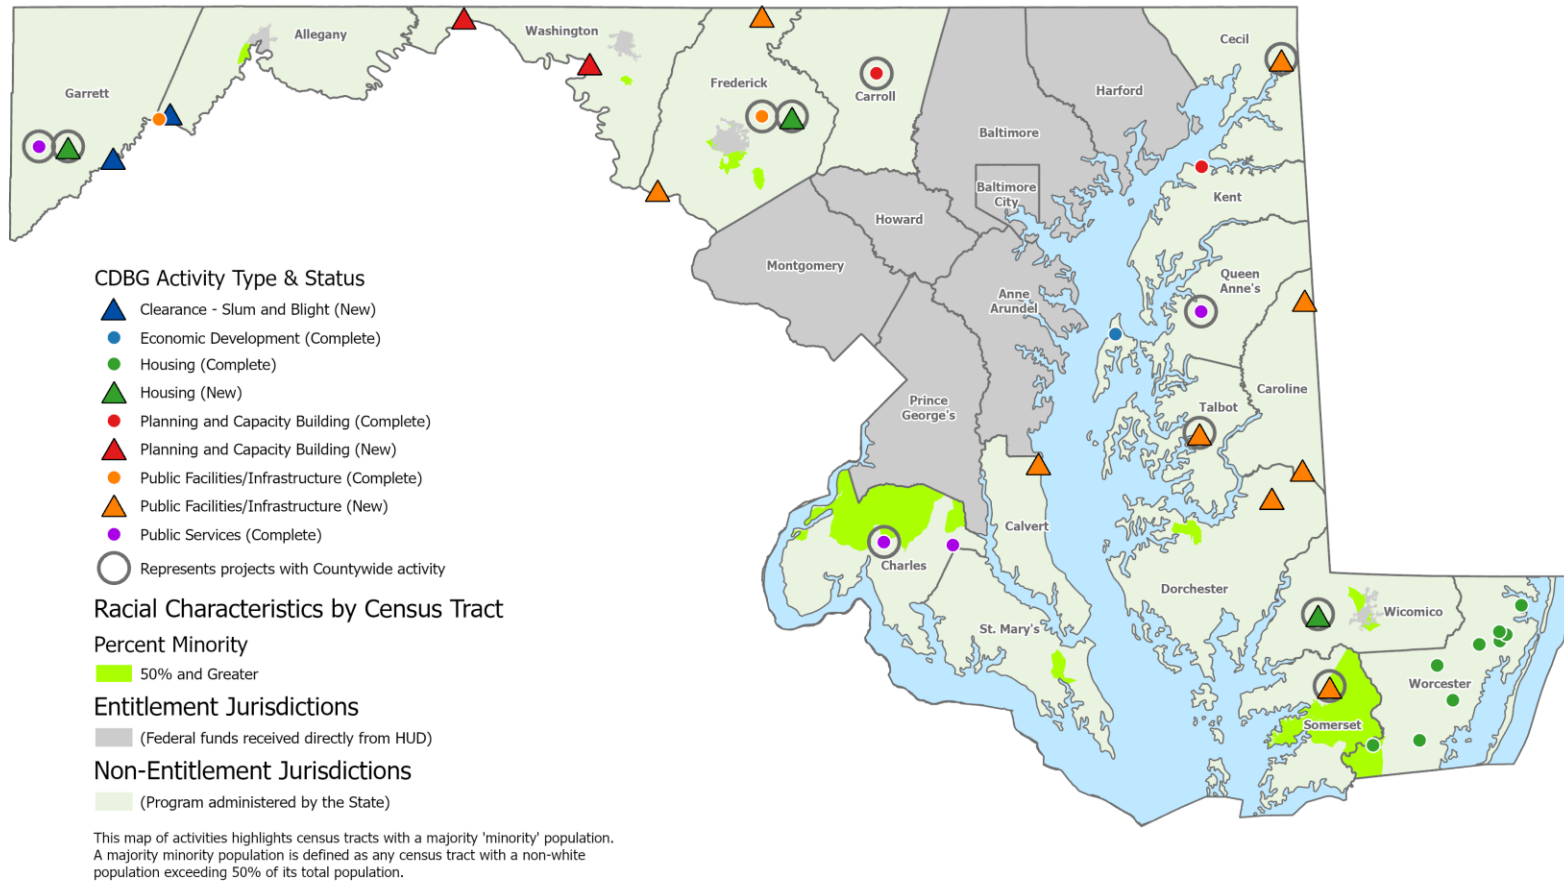 Garrett
Allegany
Washington
Frederick
Carroll
Baltimore
Baltimore
City
Harford
Cecil
Kent
Howard
Montgomery
Anne
Arundel
Queen
Anne's
Prince
George's
Talbot
Caroline
Calvert
Charles
St. Mary's
Dorchester
Wicomico
Worcester
Somerset
CDBG Activity Type & Status
Clearance - Slum and Blight (New)
Economic Development (Complete)
Housing (Complete)
Housing (New)
Planning and Capacity Building (Complete)
Planning and Capacity Building (New)
Public Facilities/Infrastructure (Complete)
Public Facilities/Infrastructure (New)
Public Services (Complete)
Represents projects with Countywide activity
Racial Characteristics by Census Tract
Percent Minority
50% and Greater
Entitlement Jurisdictions
(Federal funds received directly from HUD)
Non-Entitlement Jurisdictions
(Program administered by the State)
This map of activities highlights census tracts with a majority 'minority' population.
A majority minority population is defined as any census tract with a non-white
population exceeding 50% of its total population.